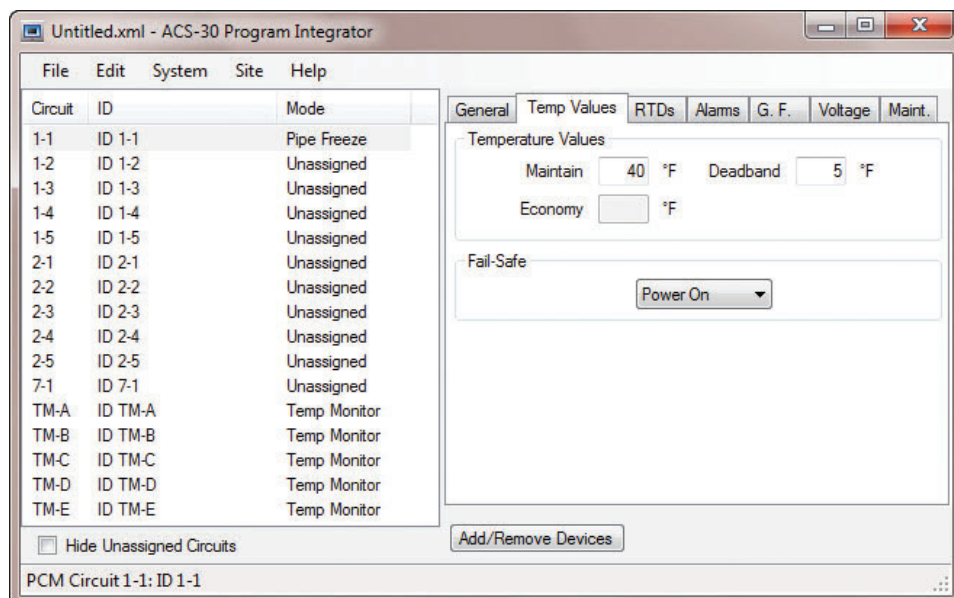 Untitled.xml - ACS-30 Program Integrator
File Edit System Site Help
Circuit ID Mode
1-1 ID 1-1 Pipe Freeze
1-2 ID 1-2 Unassigned
1-3 ID 1-3 Unassigned
1-4 ID 1-4 Unassigned
1-5 ID 1-5 Unassigned
2-1 ID 2-1 Unassigned
2-2 ID 2-2 Unassigned
2-3 ID 2-3 Unassigned
2-4 ID 2-4 Unassigned
2-5 ID 2-5 Unassigned
7-1 ID 7-1 Unassigned
TM-A ID TM-A Temp Monitor
TM-B ID TM-B Temp Monitor
TM-C ID TM-C Temp Monitor
TM-D ID TM-D Temp Monitor
TM-E ID TM-E Temp Monitor
Hide Unassigned Circuits
General Temp Values RTDs Alarms G. F. Voltage Maint.
Temperature Values
Maintain 40 °F Deadband 5 °F
Economy °F
Fail-Safe
Power On
Add/Remove Devices
PCM Circuit 1-1: ID 1-1